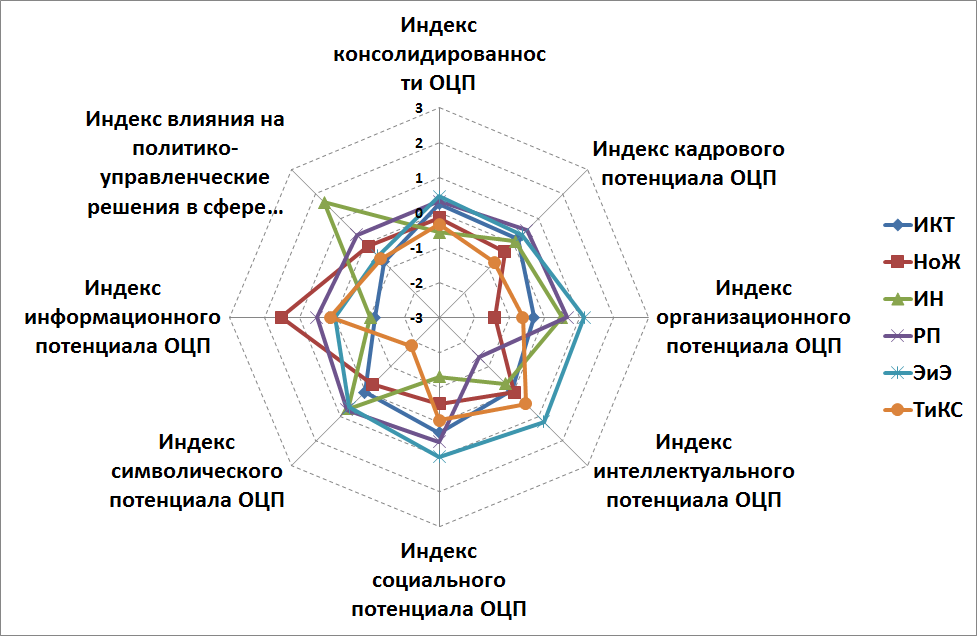 Индекс
консолидированнос
ти ОЦП
Индекс влияния на
политико-
управленческие
решения в сфере...
Индекс кадрового
потенциала ОЦП
3
2
1
0
-1
-2
-3
Индекс
информационного
потенциала ОЦП
Индекс
организационного
потенциала ОЦП
ИКТ
НоЖ
ИН
РП
ЭиЭ
ТиКС
Индекс
символического
потенциала ОЦП
Индекс
интеллектуального
потенциала ОЦП
Индекс
социального
потенциала ОЦП